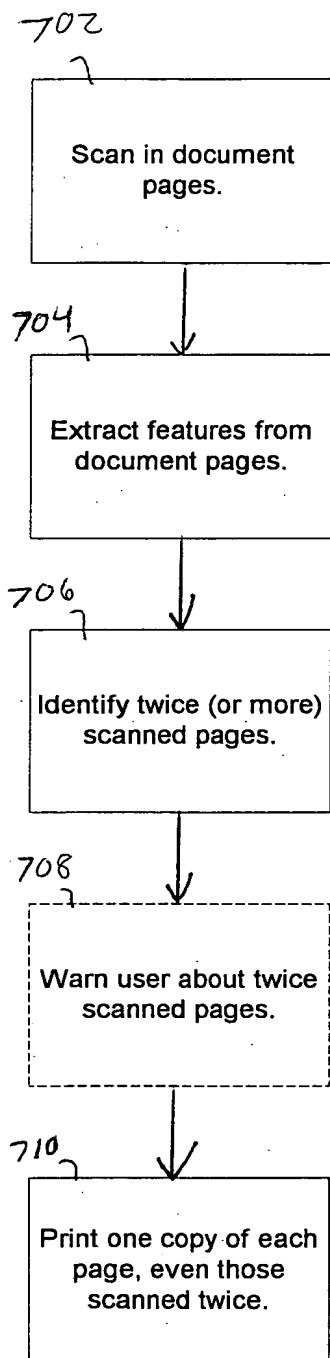 702
Scan in document
pages.
704
Extract features from
document pages.
706
Identify twice (or more)
scanned pages.
708
Warn user about twice
scanned pages.
710
Print one copy of each
page, even those
scanned twice.